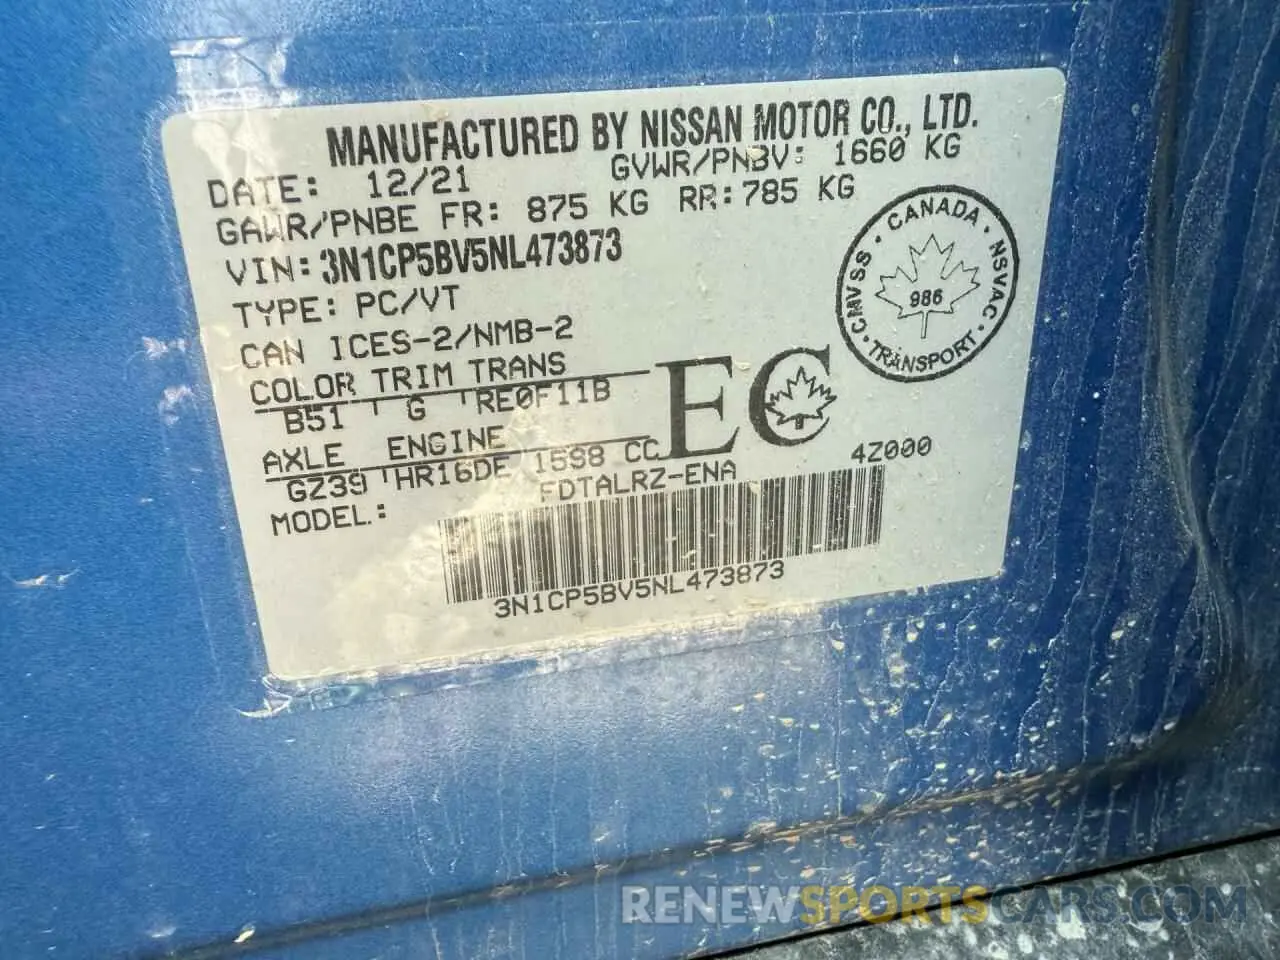 MANUFACTURED BY NISSAN MOTOR CO., LTD.
DATE: 12/21 GVWR/PNBV: 1660 KG
GAWR/PNBE FR: 875 KG RR: 785 KG
VIN: 3N1CP5BV5NL473873
TYPE: PC/VT
CAN ICES-2/NMB-2
COLOR TRIM TRANS
B51 G RE0F11B
AXLE ENGINE
GZ39 HR16DE 1598 CC
MODEL: FDTALRZ-ENA 4Z000
3N1CP5BV5NL473873
EC
CANADA
CMVSS · NSVAC
986
TRANSPORT
RENEWSPORTSCARS.COM